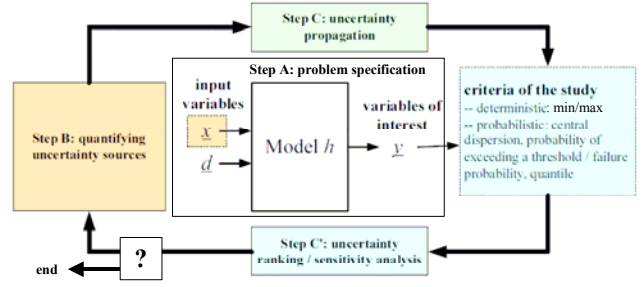 Step C: uncertainty
propagation
Step A: problem specification
input
variables
x
d
Model h
variables of
interest
y
Step B: quantifying
uncertainty sources
criteria of the study
-- deterministic: min/max
-- probabilistic: central
dispersion, probability of
exceeding a threshold / failure
probability, quantile
Step C': uncertainty
ranking / sensitivity analysis
?
end